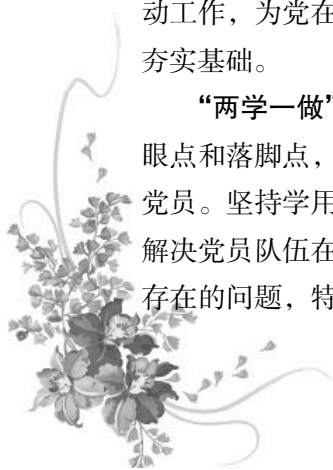 动工作，为党在
夯实基础。
“两学一做”
眼点和落脚点，
党员。坚持学用
解决党员队伍在
存在的问题，特